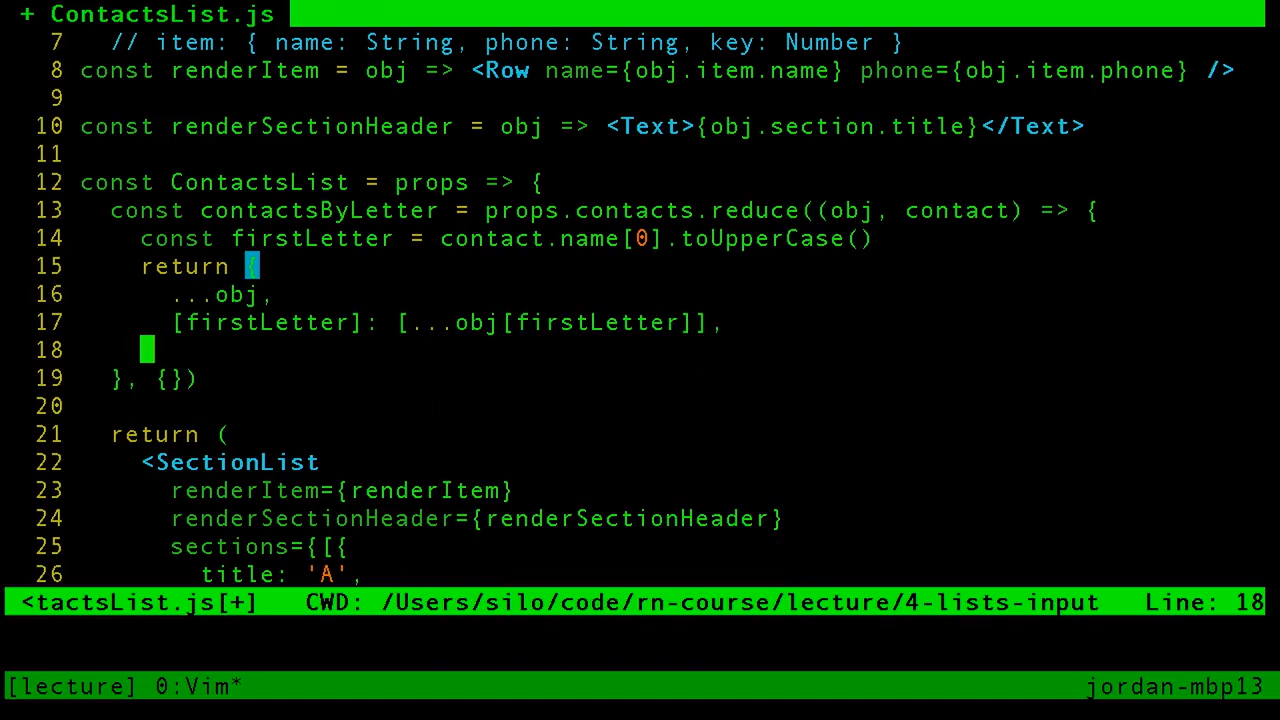 + ContactsList.js
7 // item: { name: String, phone: String, key: Number }
8 const renderItem = obj => <Row name={obj.item.name} phone={obj.item.phone} />
9
10 const renderSectionHeader = obj => <Text>{obj.section.title}</Text>
11
12 const ContactsList = props => {
13 const contactsByLetter = props.contacts.reduce((obj, contact) => {
14 const firstLetter = contact.name[0].toUpperCase()
15 return {
16 ...obj,
17 [firstLetter]: [...obj[firstLetter]],
18
19 }, {})
20
21 return (
22 <SectionList
23 renderItem={renderItem}
24 renderSectionHeader={renderSectionHeader}
25 sections={[{
26 title: 'A',
<tactsList.js[+] CWD: /Users/silo/code/rn-course/lecture/4-lists-input Line: 18
[lecture] 0:Vim* jordan-mbp13